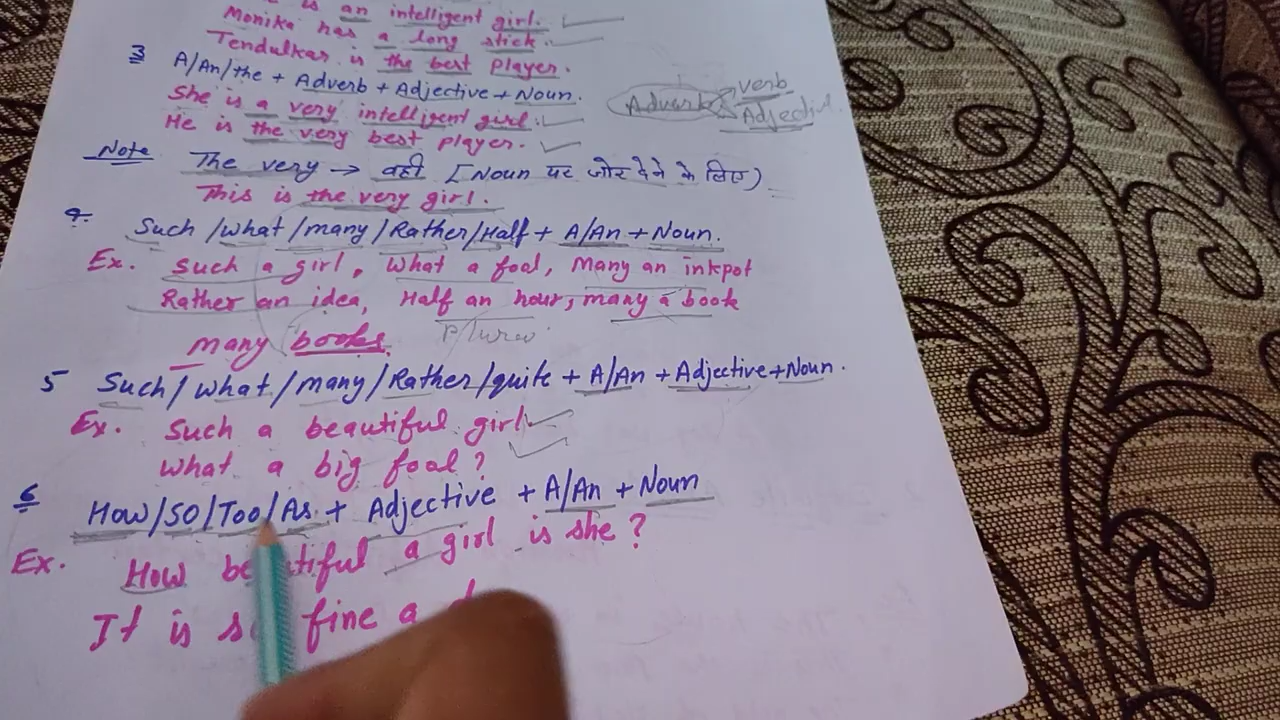 is an intelligent girl.
Monika has a long stick.
Tendulkar is the best player.
3 A/An/the + Adverb + Adjective + Noun.
She is a very intelligent girl.
He is the very best player.
Adverb verb Adjective
Note The very → वही [Noun पर जोर देने के लिए)
This is the very girl.
4. Such/what/many/Rather/Half + A/An + Noun.
Ex. Such a girl, What a foal, Many an inkpot
Rather an idea, Half an hour, many a book
many books
5 Such/what/many/Rather/quite + A/An + Adjective + Noun.
Ex. Such a beautiful girl
What a big foal?
6 How/SO/Too/As + Adjective + A/An + Noun
Ex. How beautiful a girl is she?
It is so fine a